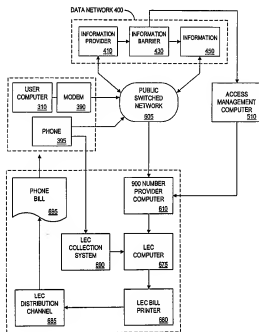 DATA NETWORK 400
INFORMATION
PROVIDER
410
INFORMATION
BARRIER
430
INFORMATION
450
USER
COMPUTER
310
MODEM
390
PHONE
395
PUBLIC
SWITCHED
NETWORK
605
ACCESS
MANAGEMENT
COMPUTER
510
PHONE
BILL
695
900 NUMBER
PROVIDER
COMPUTER
610
LEC
COLLECTION
SYSTEM
690
LEC
COMPUTER
675
LEC
DISTRIBUTION
CHANNEL
685
LEC BILL
PRINTER
680